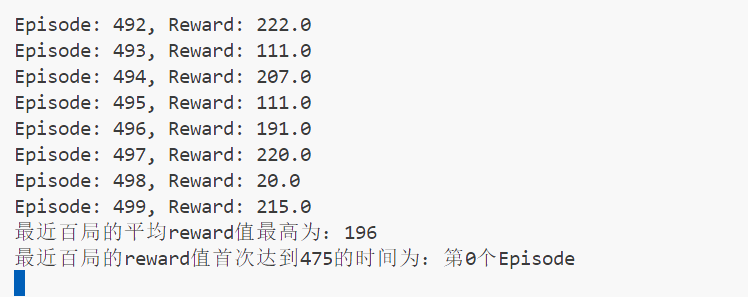 Episode: 492, Reward: 222.0
Episode: 493, Reward: 111.0
Episode: 494, Reward: 207.0
Episode: 495, Reward: 111.0
Episode: 496, Reward: 191.0
Episode: 497, Reward: 220.0
Episode: 498, Reward: 20.0
Episode: 499, Reward: 215.0
最近百局的平均reward值最高为：196
最近百局的reward值首次达到475的时间为：第0个Episode